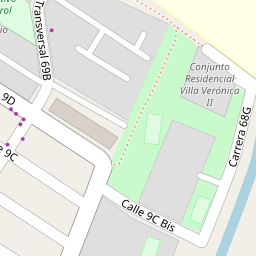 Transversal 69B
Conjunto
Residencial
Villa Verónica
II
Carrera 68G
9D
9C
Calle 9C Bis